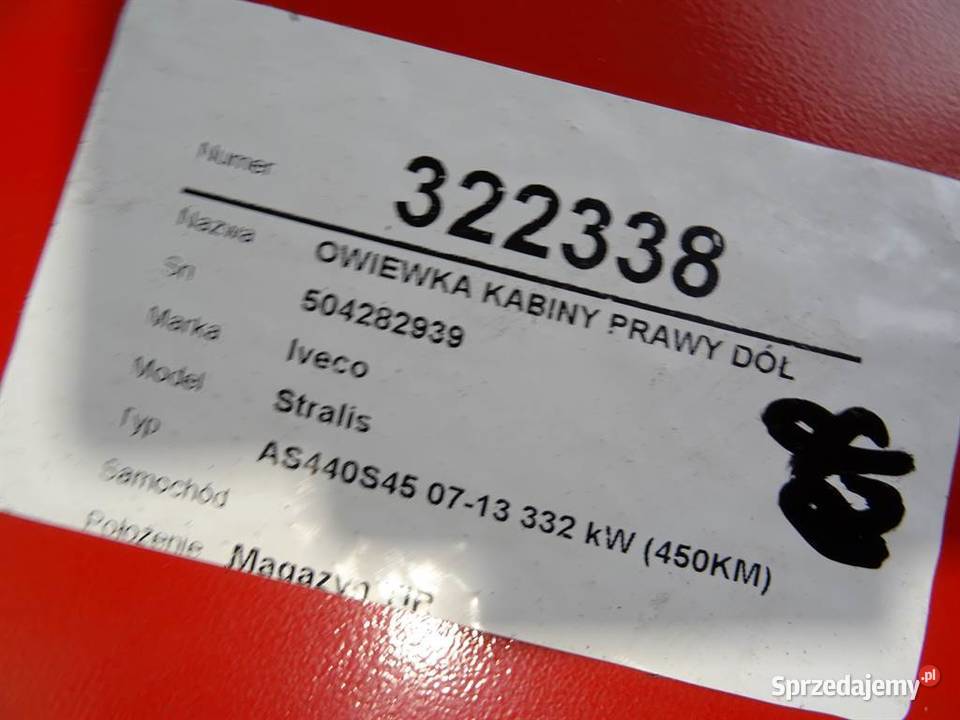 Numer 322338
Nazwa OWIEWKA KABINY PRAWY DÓŁ
Sn 504282939
Marka Iveco
Model Stralis
Typ AS440S45 07-13 332 kW (450KM)
Samochód
Położenie Magazyn
Sprzedajemy.pl